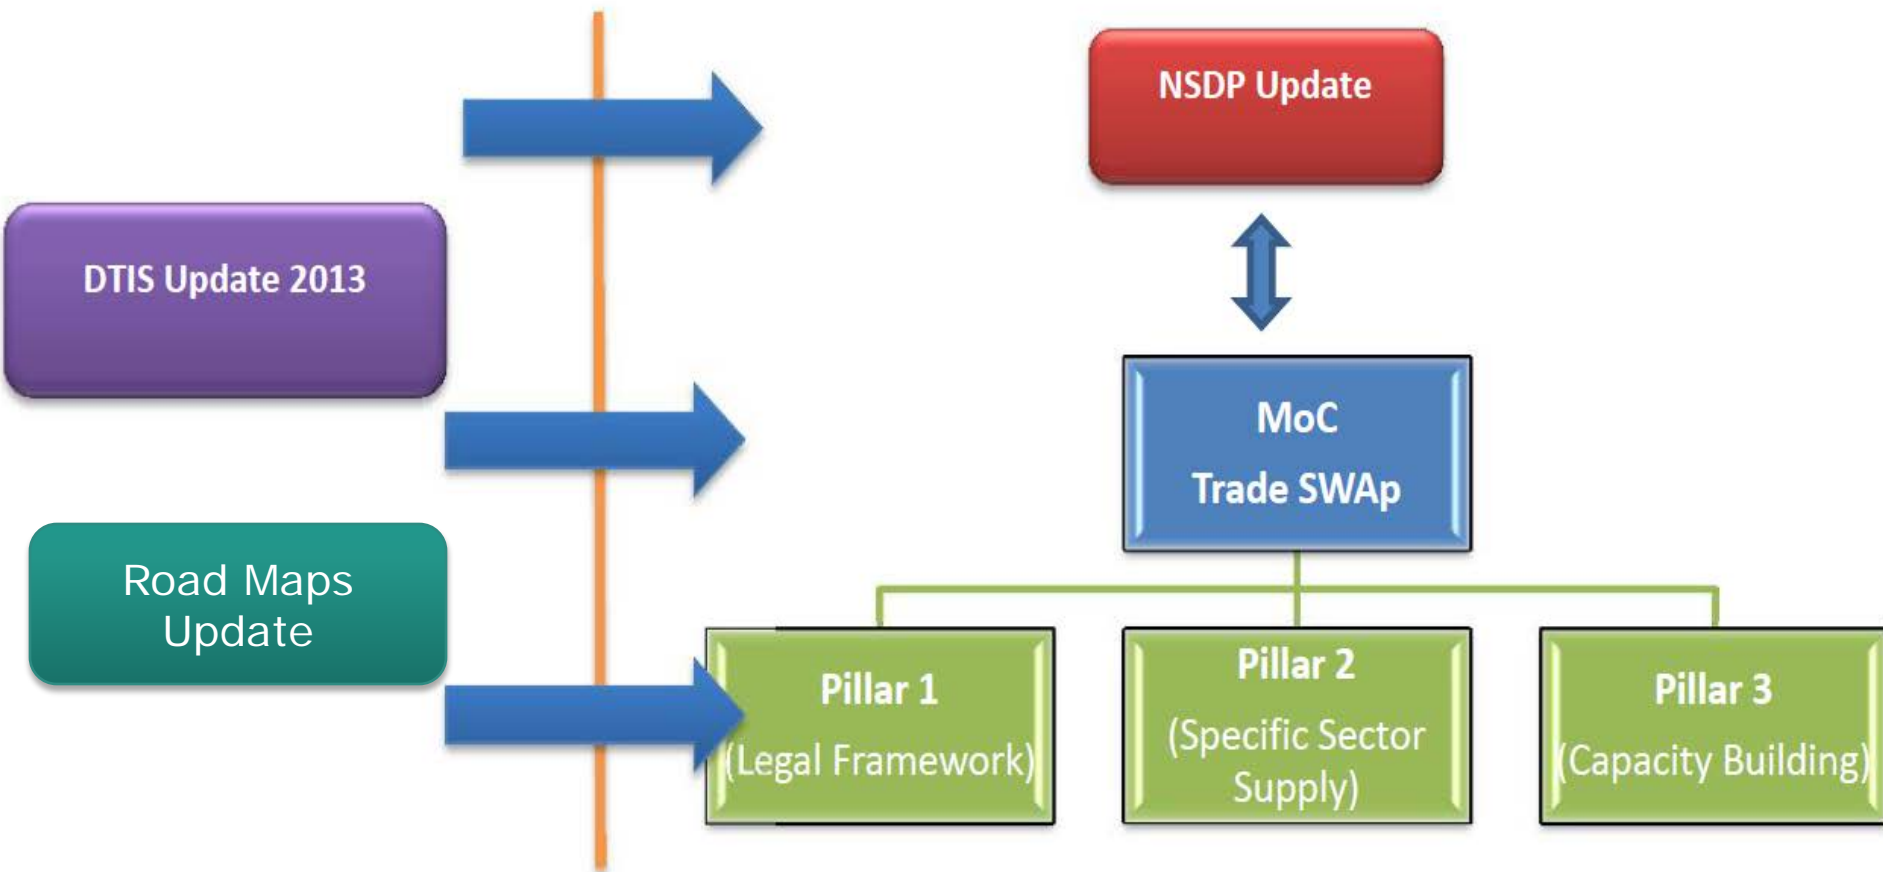 NSDP Update
DTIS Update 2013
MoC
Trade SWAp
Road Maps
Update
Pillar 1
(Legal Framework)
Pillar 2
(Specific Sector
Supply)
Pillar 3
(Capacity Building)